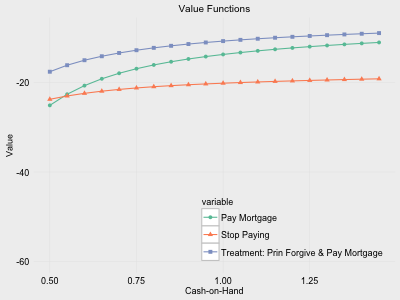 Value Functions
-20
-40
-60
Value
variable
Pay Mortgage
Stop Paying
Treatment: Prin Forgive & Pay Mortgage
0.50 0.75 1.00 1.25
Cash-on-Hand